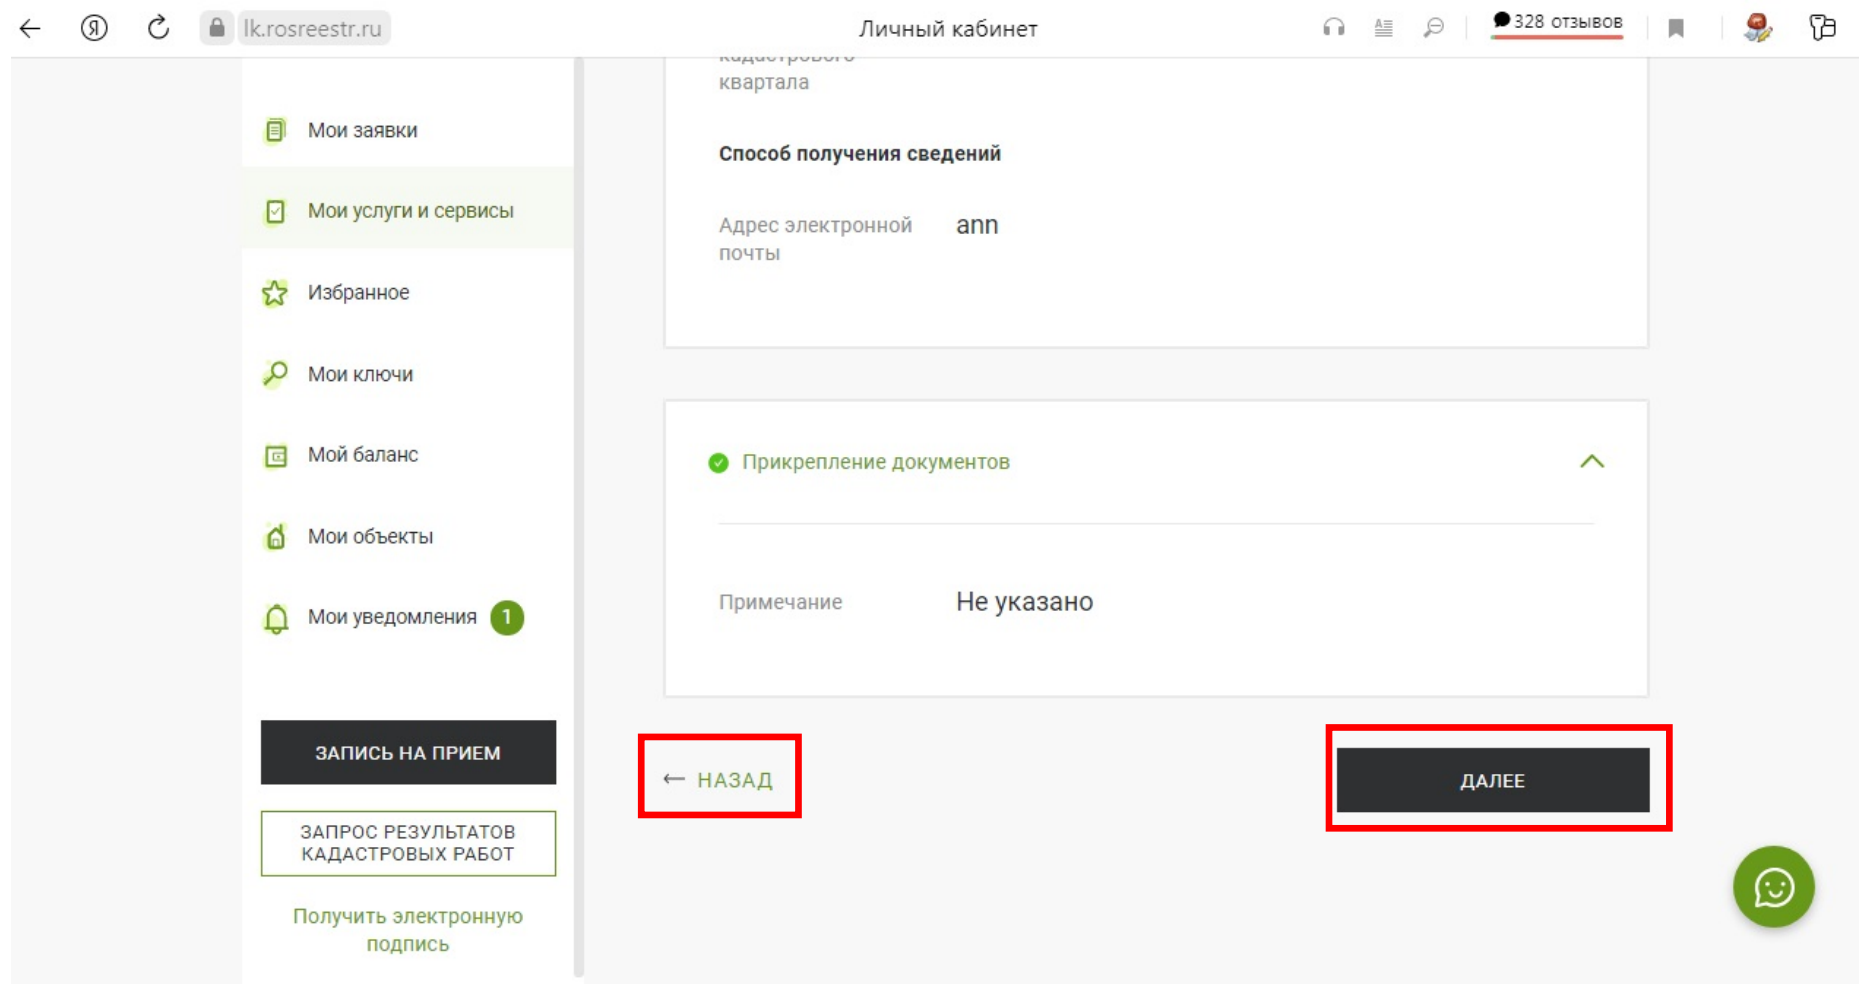 lk.rosreestr.ru
Личный кабинет
328 отзывов
Мои заявки
Мои услуги и сервисы
Избранное
Мои ключи
Мой баланс
Мои объекты
Мои уведомления 1
ЗАПИСЬ НА ПРИЕМ
ЗАПРОС РЕЗУЛЬТАТОВ
КАДАСТРОВЫХ РАБОТ
Получить электронную
подпись
кадастрового
квартала
Способ получения сведений
Адрес электронной
почты
ann
Прикрепление документов
Примечание
Не указано
← НАЗАД
ДАЛЕЕ